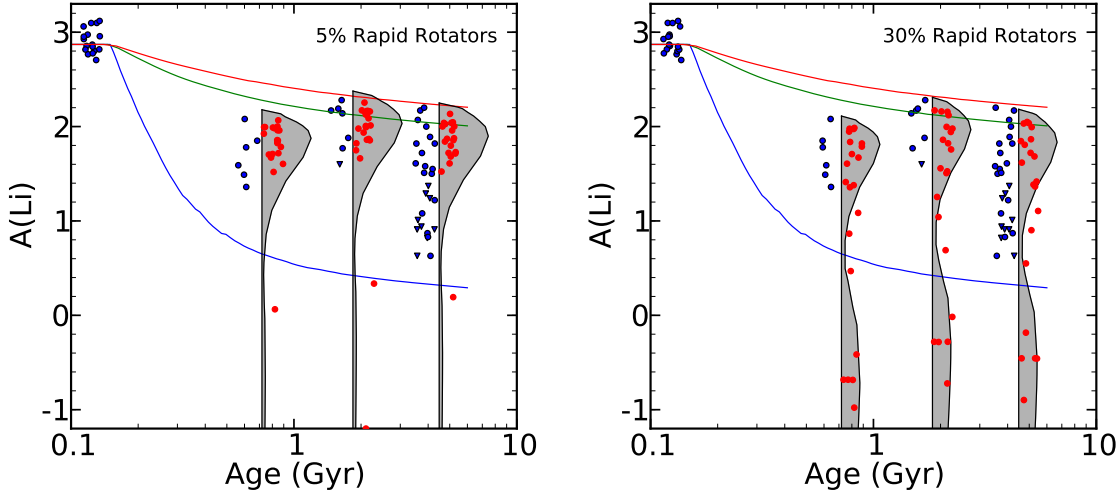 5% Rapid Rotators
3
2
1
0
-1
A(Li)
0.1
1
10
Age (Gyr)
30% Rapid Rotators
3
2
1
0
-1
A(Li)
0.1
1
10
Age (Gyr)